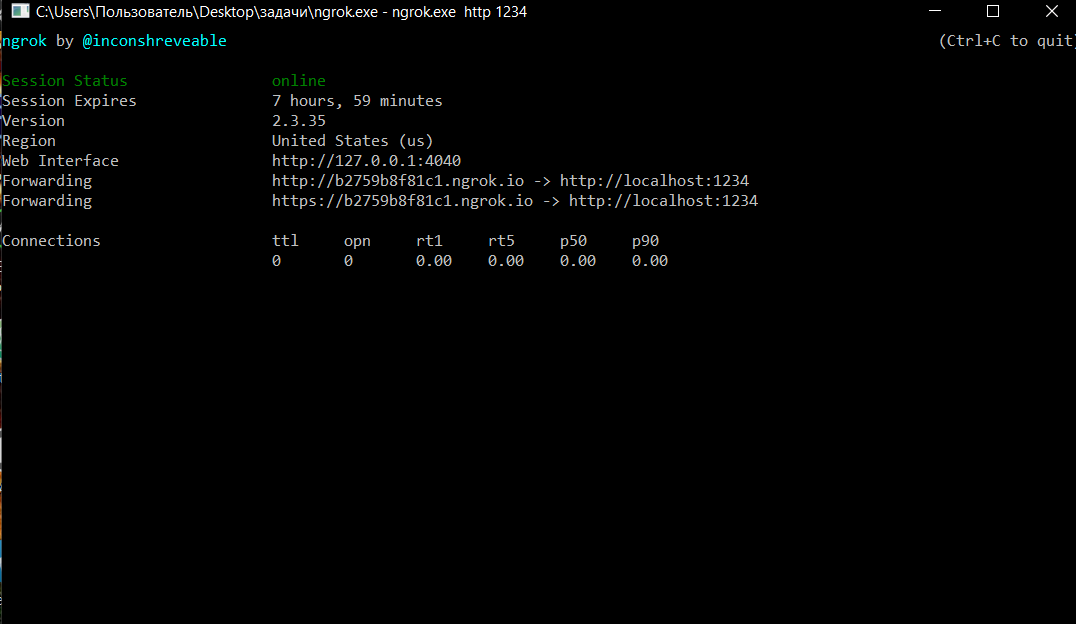 C:\Users\Пользователь\Desktop\задачи\ngrok.exe - ngrok.exe  http 1234
ngrok by @inconshreveable (Ctrl+C to quit)
Session Status online
Session Expires 7 hours, 59 minutes
Version 2.3.35
Region United States (us)
Web Interface http://127.0.0.1:4040
Forwarding http://b2759b8f81c1.ngrok.io -> http://localhost:1234
Forwarding https://b2759b8f81c1.ngrok.io -> http://localhost:1234
Connections ttl opn rt1 rt5 p50 p90
0 0 0.00 0.00 0.00 0.00